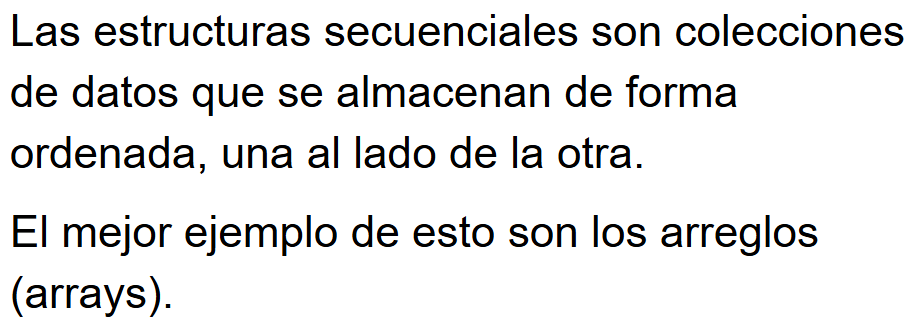 Las estructuras secuenciales son colecciones
de datos que se almacenan de forma
ordenada, una al lado de la otra.
El mejor ejemplo de esto son los arreglos
(arrays).